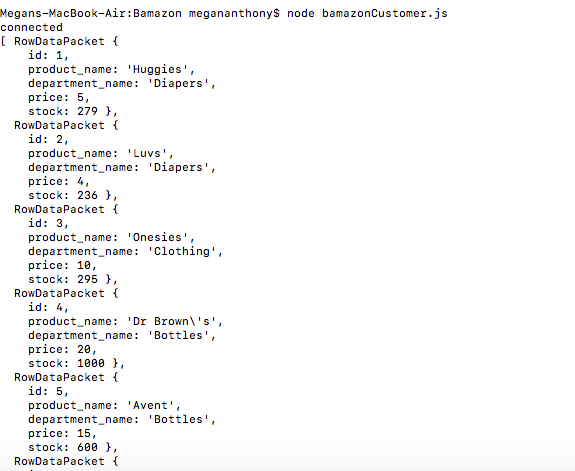 Megans-MacBook-Air:Bamazon megananthony$ node bamazonCustomer.js
connected
[ RowDataPacket {
    id: 1,
    product_name: 'Huggies',
    department_name: 'Diapers',
    price: 5,
    stock: 279 },
  RowDataPacket {
    id: 2,
    product_name: 'Luvs',
    department_name: 'Diapers',
    price: 4,
    stock: 236 },
  RowDataPacket {
    id: 3,
    product_name: 'Onesies',
    department_name: 'Clothing',
    price: 10,
    stock: 295 },
  RowDataPacket {
    id: 4,
    product_name: 'Dr Brown\'s',
    department_name: 'Bottles',
    price: 20,
    stock: 1000 },
  RowDataPacket {
    id: 5,
    product_name: 'Avent',
    department_name: 'Bottles',
    price: 15,
    stock: 600 },
  RowDataPacket {